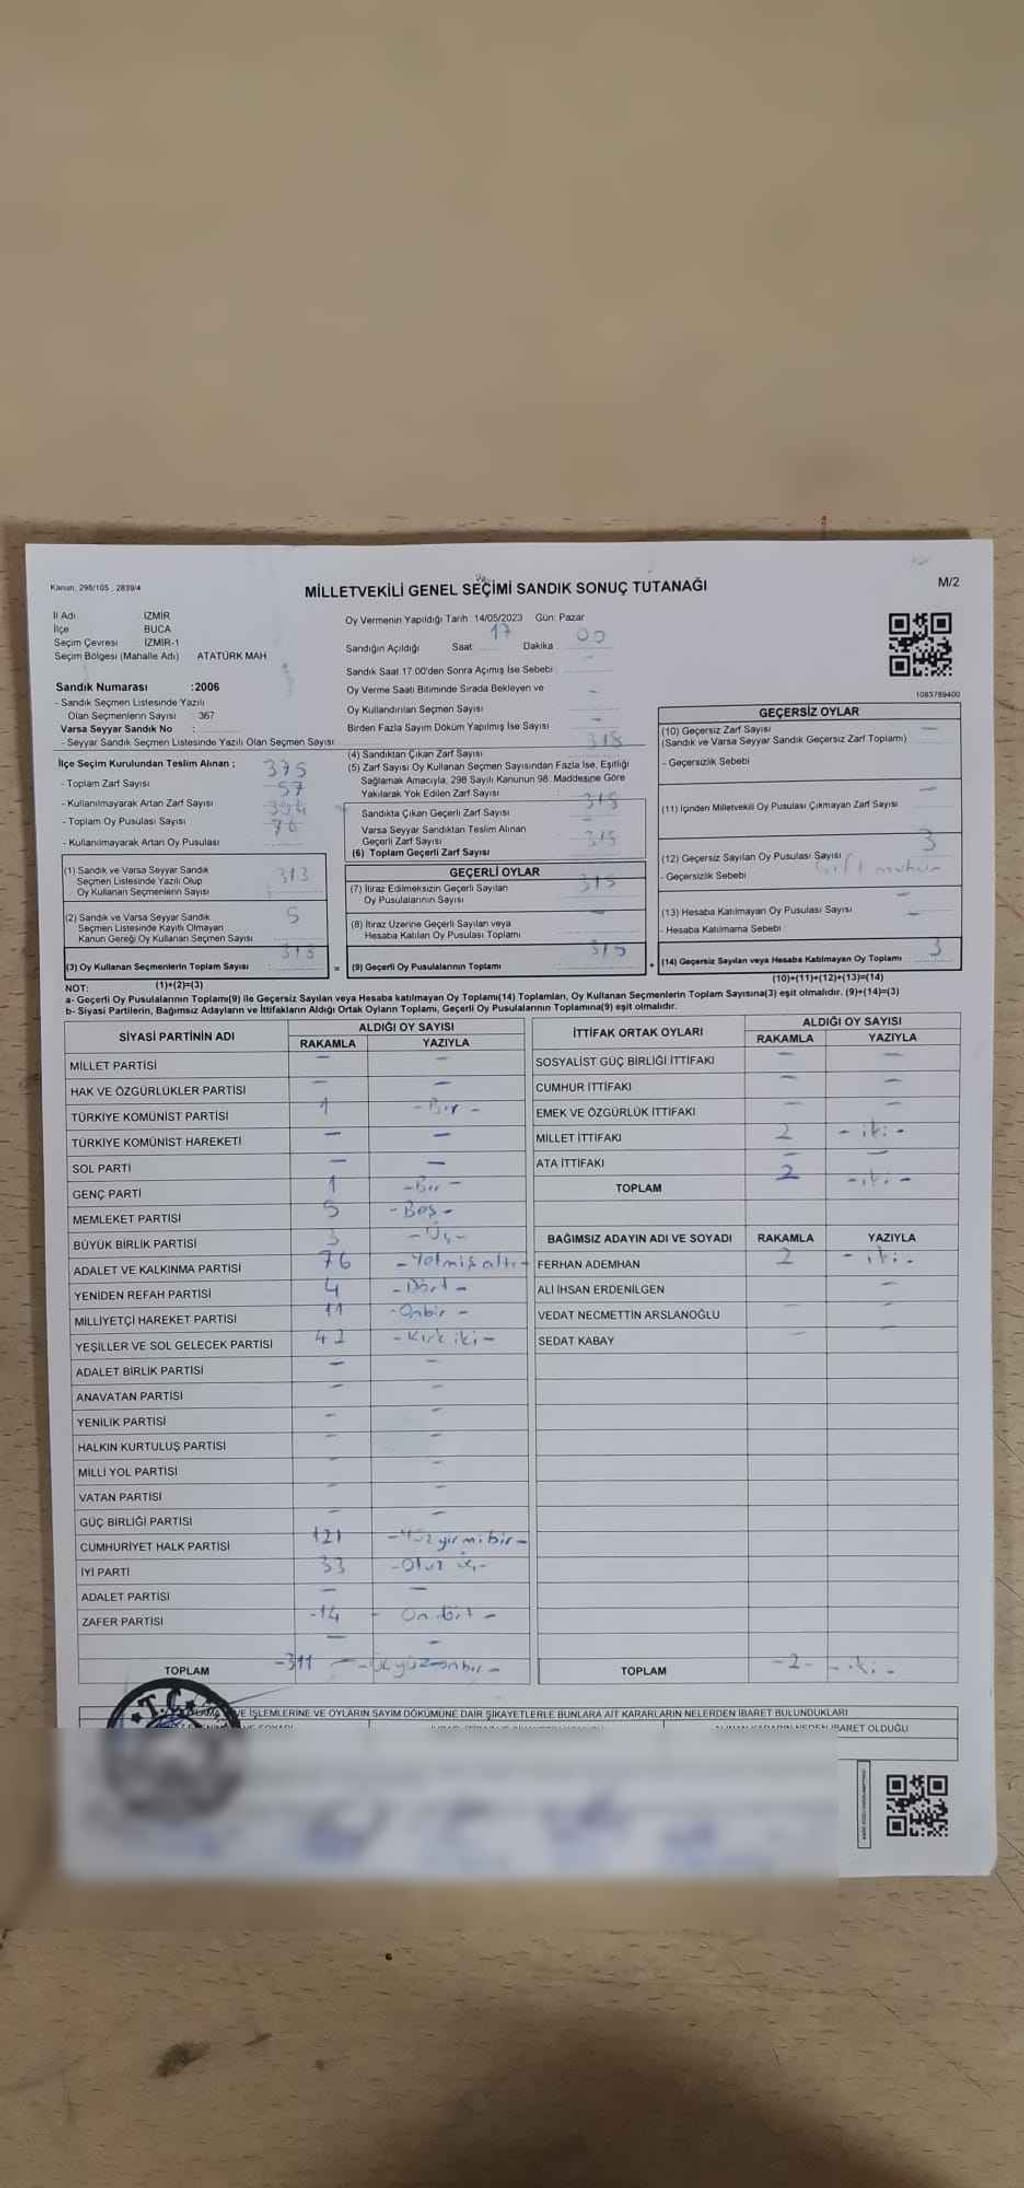 Kanun: 298/105 , 2839/4
MİLLETVEKİLİ GENEL SEÇİMİ SANDIK SONUÇ TUTANAĞI
M/2
İl Adı İZMİR
İlçe BUCA
Seçim Çevresi İZMİR-1
Seçim Bölgesi (Mahalle Adı) ATATÜRK MAH
Oy Vermenin Yapıldığı Tarih : 14/05/2023 Gün: Pazar
Sandığın Açıldığı Saat 17 Dakika : 00
Sandık Saat 17.00'den Sonra Açımış İse Sebebi :
Oy Verme Saati Bitiminde Sırada Bekleyen ve
Oy Kullandırılan Seçmen Sayısı -
Birden Fazla Sayım Döküm Yapılmış İse Sayısı -
Sandık Numarası :2006
- Sandık Seçmen Listesinde Yazılı
Olan Seçmenlerin Sayısı : 367
Varsa Seyyar Sandık No :
- Seyyar Sandık Seçmen Listesinde Yazılı Olan Seçmen Sayısı
1083789400
İlçe Seçim Kurulundan Teslim Alınan ; 375
- Toplam Zarf Sayısı 57
- Kullanılmayarak Artan Zarf Sayısı
- Toplam Oy Pusulası Sayısı
- Kullanılmayarak Artan Oy Pusulası
(4) Sandıktan Çıkan Zarf Sayısı 318
(5) Zarf Sayısı Oy Kullanan Seçmen Sayısından Fazla İse, Eşitliği
Sağlamak Amacıyla, 298 Sayılı Kanunun 98. Maddesine Göre
Yakılarak Yok Edilen Zarf Sayısı
Sandıkta Çıkan Geçerli Zarf Sayısı 315
Varsa Seyyar Sandıktan Teslim Alınan
Geçerli Zarf Sayısı
(6) Toplam Geçerli Zarf Sayısı 315
GEÇERSİZ OYLAR
(10) Geçersiz Zarf Sayısı -
(Sandık ve Varsa Seyyar Sandık Geçersiz Zarf Toplamı)
- Geçersizlik Sebebi
(11) İçinden Milletvekili Oy Pusulası Çıkmayan Zarf Sayısı -
(12) Geçersiz Sayılan Oy Pusulası Sayısı 3
- Geçersizlik Sebebi
(13) Hesaba Katılmayan Oy Pusulası Sayısı -
- Hesaba Katılmama Sebebi -
(14) Geçersiz Sayılan veya Hesaba Katılmayan Oy Toplamı 3
(10)+(11)+(12)+(13)=(14)
(1) Sandık ve Varsa Seyyar Sandık
Seçmen Listesinde Yazılı Olup
Oy Kullanan Seçmenlerin Sayısı 313
(2) Sandık ve Varsa Seyyar Sandık
Seçmen Listesinde Kayıtlı Olmayan
Kanun Gereği Oy Kullanan Seçmen Sayısı 5
(3) Oy Kullanan Seçmenlerin Toplam Sayısı 318
(1)+(2)=(3)
GEÇERLİ OYLAR
(7) İtiraz Edilmeksizin Geçerli Sayılan
Oy Pusulalarının Sayısı 315
(8) İtiraz Üzerine Geçerli Sayılan veya
Hesaba Katılan Oy Pusulası Toplamı -
= (9) Geçerli Oy Pusulalarının Toplamı 315 +
NOT:
a- Geçerli Oy Pusulalarının Toplamı(9) ile Geçersiz Sayılan veya Hesaba katılmayan Oy Toplamı(14) Toplamları, Oy Kullanan Seçmenlerin Toplam Sayısına(3) eşit olmalıdır. (9)+(14)=(3)
b- Siyasi Partilerin, Bağımsız Adayların ve İttifakların Aldığı Ortak Oyların Toplamı, Geçerli Oy Pusulalarının Toplamına(9) eşit olmalıdır.
SİYASİ PARTİNİN ADI ALDIĞI OY SAYISI
RAKAMLA YAZIYLA
MİLLET PARTİSİ - -
HAK VE ÖZGÜRLÜKLER PARTİSİ - -
TÜRKİYE KOMÜNİST PARTİSİ 1 - Bir -
TÜRKİYE KOMÜNİST HAREKETİ - -
SOL PARTİ - -
GENÇ PARTİ 1 - Bir -
MEMLEKET PARTİSİ 5 - Beş -
BÜYÜK BİRLİK PARTİSİ 3 - Üç -
ADALET VE KALKINMA PARTİSİ 76 - Yetmiş altı -
YENİDEN REFAH PARTİSİ 4 - Dört -
MİLLİYETÇİ HAREKET PARTİSİ 11 - Onbir -
YEŞİLLER VE SOL GELECEK PARTİSİ 42 - Kırk iki -
ADALET BİRLİK PARTİSİ - -
ANAVATAN PARTİSİ - -
YENİLİK PARTİSİ - -
HALKIN KURTULUŞ PARTİSİ - -
MİLLİ YOL PARTİSİ - -
VATAN PARTİSİ - -
GÜÇ BİRLİĞİ PARTİSİ - -
CUMHURİYET HALK PARTİSİ 121 - Yüz yirmi bir -
İYİ PARTİ 33 - Otuz üç -
ADALET PARTİSİ - -
ZAFER PARTİSİ -14 - On dört -
TOPLAM -311 - Üçyüz onbir -
İTTİFAK ORTAK OYLARI ALDIĞI OY SAYISI
RAKAMLA YAZIYLA
SOSYALİST GÜÇ BİRLİĞİ İTTİFAKI - -
CUMHUR İTTİFAKI - -
EMEK VE ÖZGÜRLÜK İTTİFAKI - -
MİLLET İTTİFAKI 2 - iki -
ATA İTTİFAKI - -
TOPLAM 2 - iki -
BAĞIMSIZ ADAYIN ADI VE SOYADI RAKAMLA YAZIYLA
FERHAN ADEMHAN 2 - iki -
ALİ İHSAN ERDENİLGEN -
VEDAT NECMETTİN ARSLANOĞLU - -
SEDAT KABAY -
TOPLAM -2- - iki -
T.C.
VE İŞLEMLERİNE VE OYLARIN SAYIM DÖKÜMÜNE DAİR ŞİKAYETLERLE BUNLARA AİT KARARLARIN NELERDEN İBARET BULUNDUKLARI
İBARET OLDUĞU